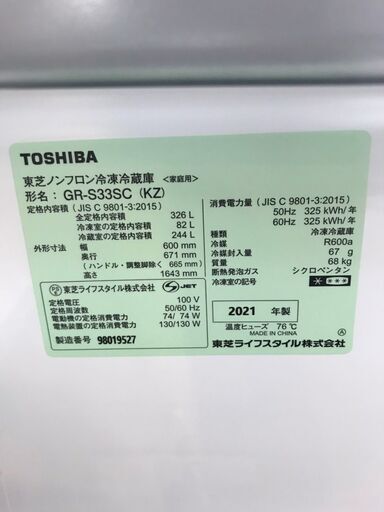 TOSHIBA
東芝ノンフロン冷凍冷蔵庫 <家庭用>
形名: GR-S33SC (KZ)
定格内容積 (JIS C 9801-3:2015)
全定格内容積 326 L
冷凍室の定格内容積 82 L
冷蔵室の定格内容積 244 L
外形寸法 幅 600 mm
奥行 671 mm
(ハンドル・調整脚除く 665 mm)
高さ 1643 mm
消費電力量 (JIS C 9801-3:2015)
50Hz 325 kWh/年
60Hz 325 kWh/年
種類 冷凍冷蔵庫
冷媒 R600a
冷媒封入量 67 g
質量 68 kg
断熱発泡ガス シクロペンタン
冷凍室の記号
PS E 東芝ライフスタイル株式会社 JET
定格電圧 100 V
定格周波数 50/60 Hz
電動機の定格消費電力 74/ 74 W
電熱装置の定格消費電力 130/130 W
製造番号 98019527
2021 年製
温度ヒューズ 76℃
MADE IN CHINA
A
東芝ライフスタイル株式会社